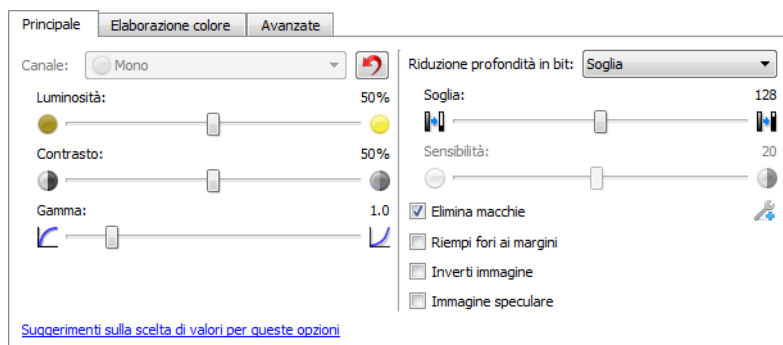 Principale Elaborazione colore Avanzate
Canale: Mono
Luminosità: 50%
Contrasto: 50%
Gamma: 1.0
Suggerimenti sulla scelta di valori per queste opzioni
Riduzione profondità in bit: Soglia
Soglia: 128
Sensibilità: 20
Elimina macchie
Riempi fori ai margini
Inverti immagine
Immagine speculare